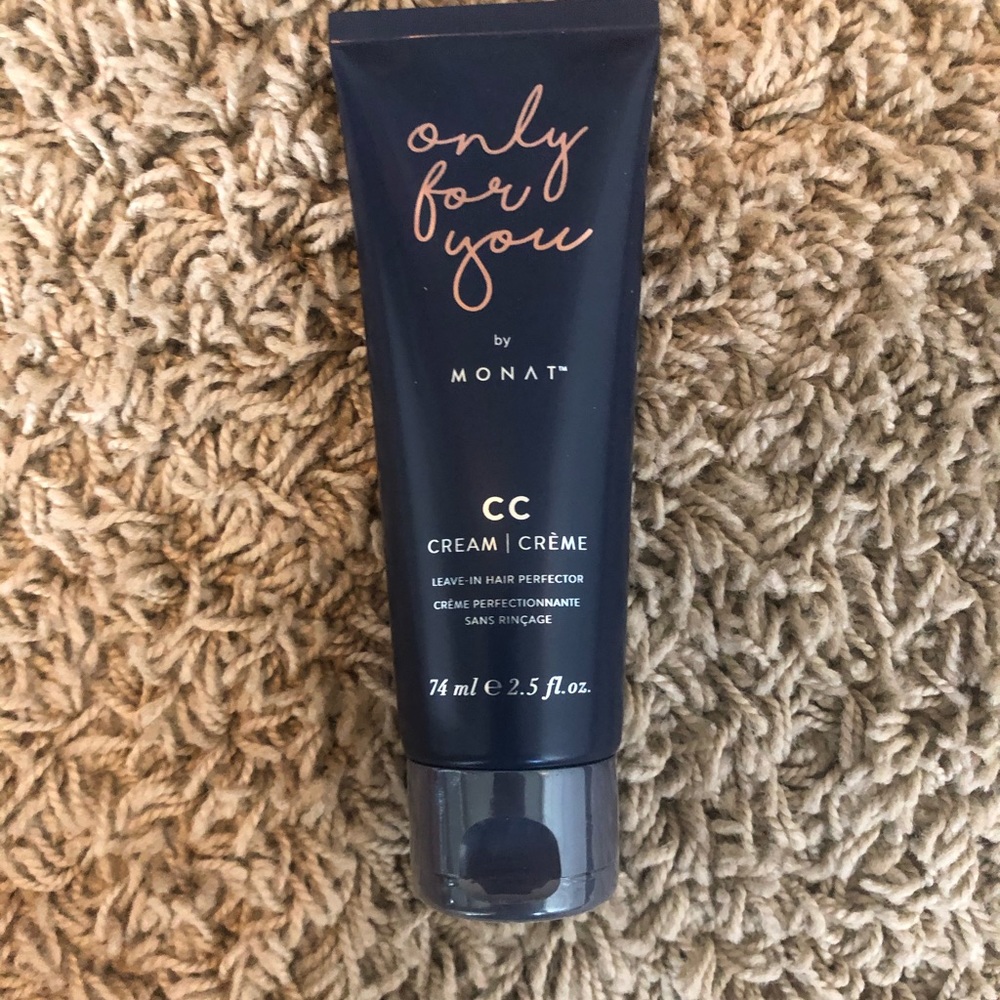 only
for
you
by
MONAT™
CC
CREAM | CRÈME
LEAVE-IN HAIR PERFECTOR
CRÈME PERFECTIONNANTE
SANS RINÇAGE
74 ml ℮ 2.5 fl.oz.